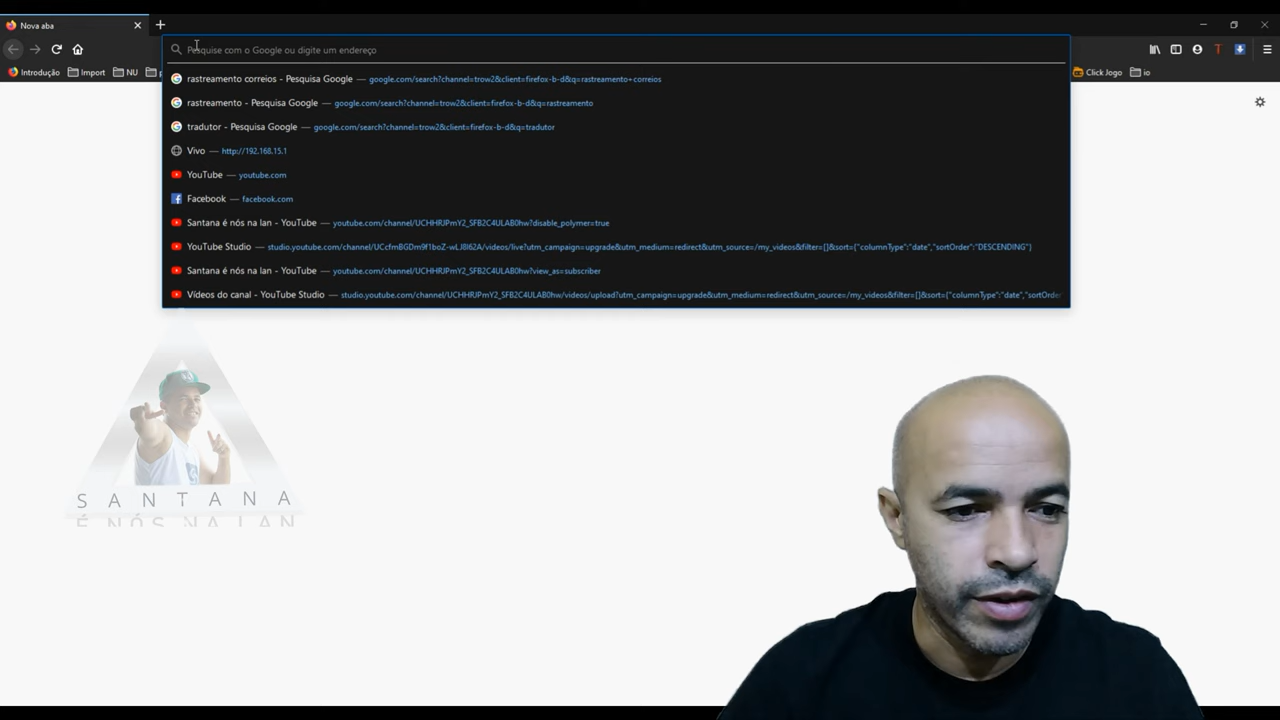 Nova aba
Pesquise com o Google ou digite um endereço
Introdução Import NU Click Jogo io
rastreamento correios - Pesquisa Google — google.com/search?channel=trow2&client=firefox-b-d&q=rastreamento+correios
rastreamento - Pesquisa Google — google.com/search?channel=trow2&client=firefox-b-d&q=rastreamento
tradutor - Pesquisa Google — google.com/search?channel=trow2&client=firefox-b-d&q=tradutor
Vivo — http://192.168.15.1
YouTube — youtube.com
Facebook — facebook.com
Santana é nós na lan - YouTube — youtube.com/channel/UCHHRJPmY2_SFB2C4ULAB0hw?disable_polymer=true
YouTube Studio — studio.youtube.com/channel/UCcfmBGDm9f1boZ-wLJ8I62A/videos/live?utm_campaign=upgrade&utm_medium=redirect&utm_source=/my_videos&filter=[]&sort={"columnType":"date","sortOrder":"DESCENDING"}
Santana é nós na lan - YouTube — youtube.com/channel/UCHHRJPmY2_SFB2C4ULAB0hw?view_as=subscriber
Vídeos do canal - YouTube Studio — studio.youtube.com/channel/UCHHRJPmY2_SFB2C4ULAB0hw/videos/upload?utm_campaign=upgrade&utm_medium=redirect&utm_source=/my_videos&filter=[]&sort={"columnType":"date","sortOrder
SANTANA
É NÓS NA LAN